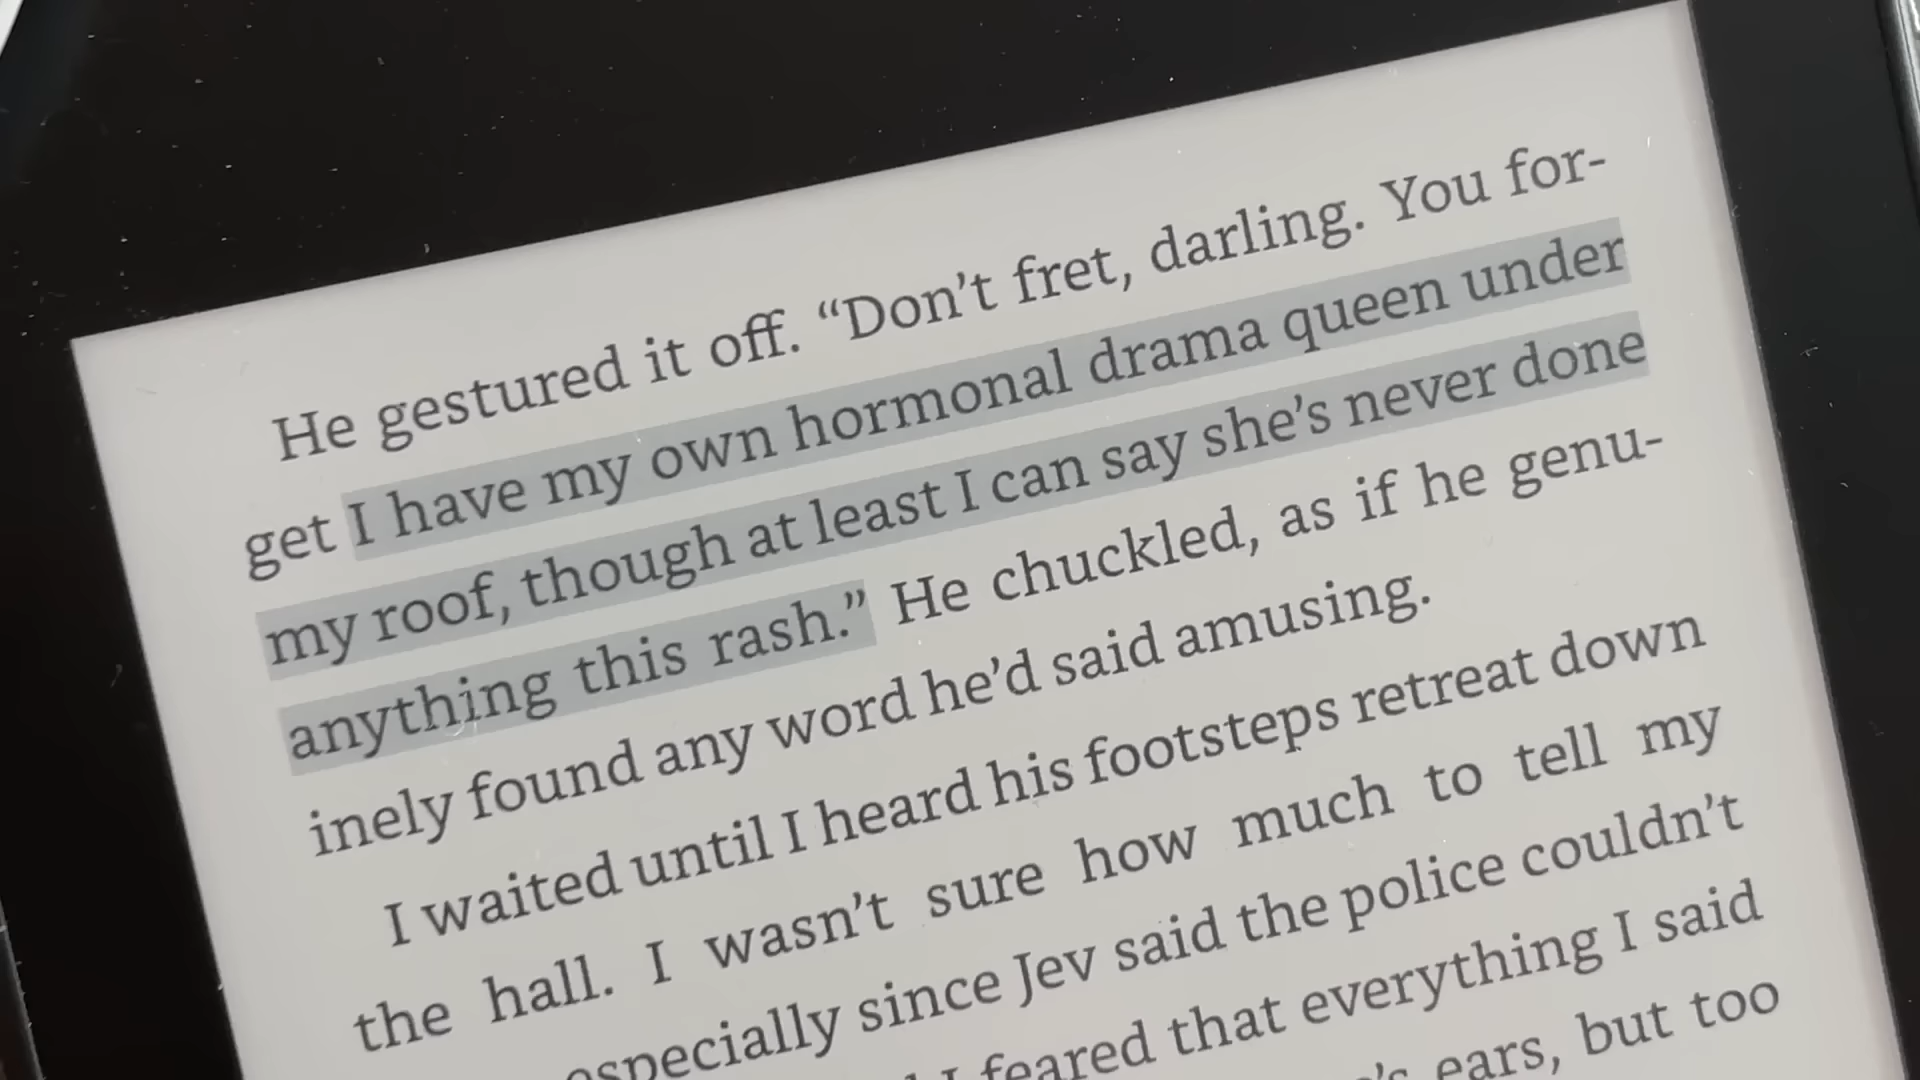 He gestured it off. “Don’t fret, darling. You for-
get I have my own hormonal drama queen under
my roof, though at least I can say she’s never done
anything this rash.” He chuckled, as if he genu-
inely found any word he’d said amusing.
I waited until I heard his footsteps retreat down
the hall. I wasn’t sure how much to tell my
especially since Jev said the police couldn’t
I feared that everything I said
ears, but too